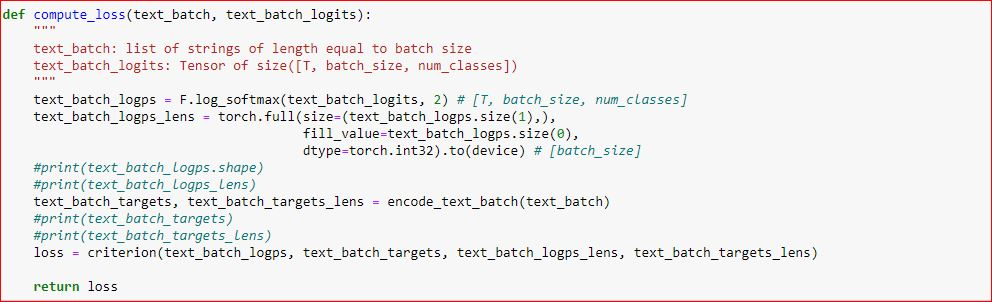 def compute_loss(text_batch, text_batch_logits):
    """
    text_batch: list of strings of length equal to batch size
    text_batch_logits: Tensor of size([T, batch_size, num_classes])
    """
    text_batch_logps = F.log_softmax(text_batch_logits, 2) # [T, batch_size, num_classes]
    text_batch_logps_lens = torch.full(size=(text_batch_logps.size(1),),
                                       fill_value=text_batch_logps.size(0),
                                       dtype=torch.int32).to(device) # [batch_size]
    #print(text_batch_logps.shape)
    #print(text_batch_logps_lens)
    text_batch_targets, text_batch_targets_lens = encode_text_batch(text_batch)
    #print(text_batch_targets)
    #print(text_batch_targets_lens)
    loss = criterion(text_batch_logps, text_batch_targets, text_batch_logps_lens, text_batch_targets_lens)

    return loss